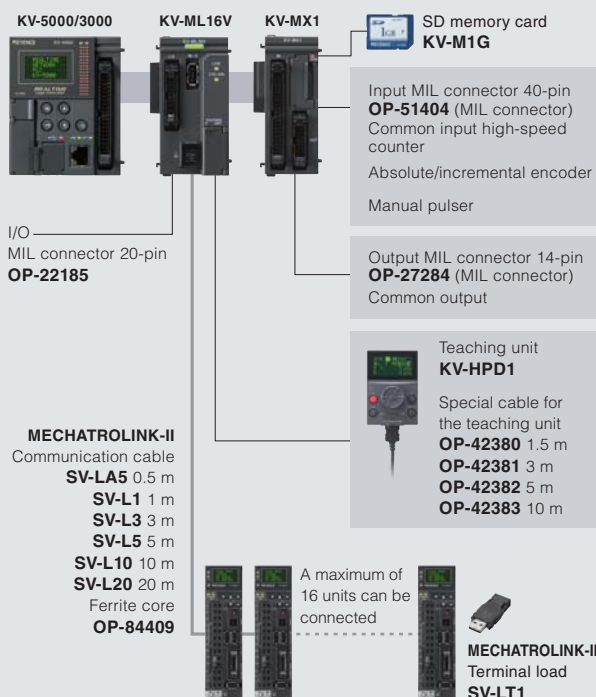 KV-5000/3000
KV-ML16V
KV-MX1
SD memory card
KV-M1G
Input MIL connector 40-pin
OP-51404 (MIL connector)
Common input high-speed
counter
Absolute/incremental encoder
Manual pulser
I/O
MIL connector 20-pin
OP-22185
Output MIL connector 14-pin
OP-27284 (MIL connector)
Common output
Teaching unit
KV-HPD1
Special cable for
the teaching unit
OP-42380 1.5 m
OP-42381 3 m
OP-42382 5 m
OP-42383 10 m
MECHATROLINK-II
Communication cable
SV-LA5 0.5 m
SV-L1 1 m
SV-L3 3 m
SV-L5 5 m
SV-L10 10 m
SV-L20 20 m
Ferrite core
OP-84409
A maximum of
16 units can be
connected
MECHATROLINK-II
Terminal load
SV-LT1